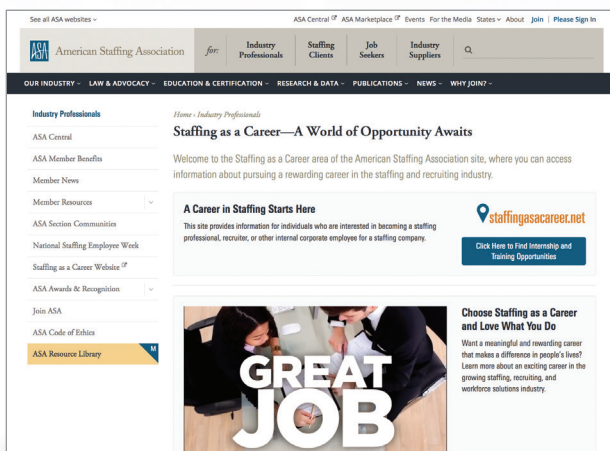 See all ASA websites
ASA Central ASA Marketplace Events For the Media States About Join | Please Sign In
ASA American Staffing Association for: Industry Professionals Staffing Clients Job Seekers Industry Suppliers
OUR INDUSTRY LAW & ADVOCACY EDUCATION & CERTIFICATION RESEARCH & DATA PUBLICATIONS NEWS WHY JOIN?
Industry Professionals
ASA Central
ASA Member Benefits
Member News
Member Resources
ASA Section Communities
National Staffing Employee Week
Staffing as a Career Website
ASA Awards & Recognition
Join ASA
ASA Code of Ethics
ASA Resource Library M
Home › Industry Professionals
Staffing as a Career—A World of Opportunity Awaits
Welcome to the Staffing as a Career area of the American Staffing Association site, where you can access
information about pursuing a rewarding career in the staffing and recruiting industry.
A Career in Staffing Starts Here
This site provides information for individuals who are interested in becoming a staffing
professional, recruiter, or other internal corporate employee for a staffing company.
staffingasacareer.net
Click Here to Find Internship and
Training Opportunities
GREAT
JOB
Choose Staffing as a Career
and Love What You Do
Want a meaningful and rewarding career
that makes a difference in people's lives?
Learn more about an exciting career in the
growing staffing, recruiting, and
workforce solutions industry.